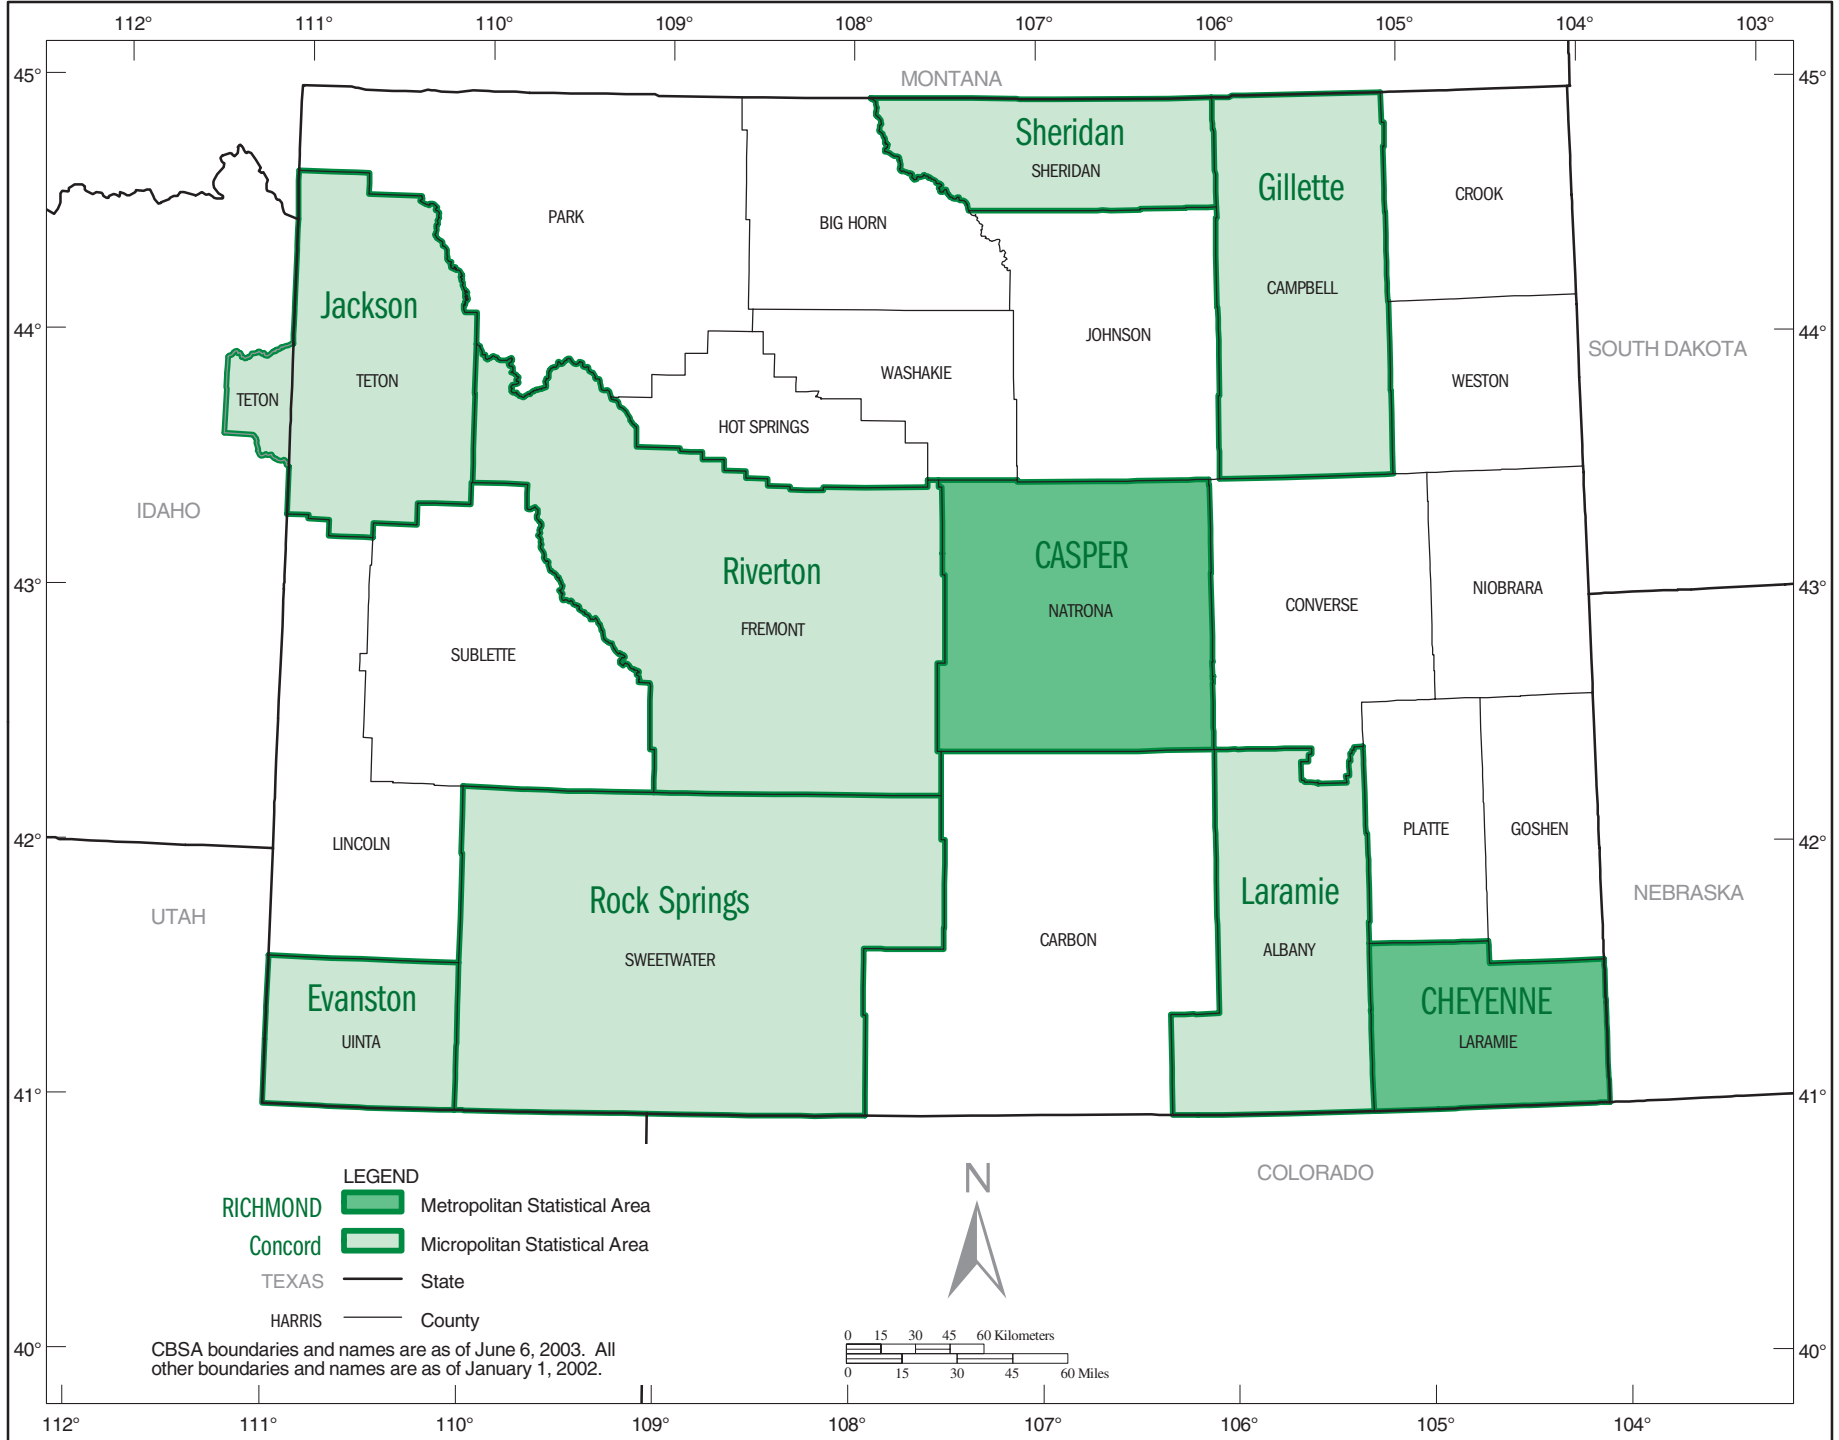 112° 111° 110° 109° 108° 107° 106° 105° 104° 103°
45° MONTANA 45°
Sheridan
SHERIDAN
Gillette
CROOK
PARK
BIG HORN
CAMPBELL
Jackson
44° JOHNSON 44°
SOUTH DAKOTA
TETON
WASHAKIE
WESTON
TETON
HOT SPRINGS
IDAHO
CASPER
Riverton
43° 43°
NIOBRARA
CONVERSE
NATRONA
FREMONT
SUBLETTE
42° LINCOLN PLATTE GOSHEN 42°
Rock Springs
Laramie
NEBRASKA
UTAH
CARBON
ALBANY
SWEETWATER
Evanston
CHEYENNE
UINTA
LARAMIE
41° 41°
COLORADO
N
LEGEND
RICHMOND Metropolitan Statistical Area
Concord Micropolitan Statistical Area
TEXAS State
HARRIS County
CBSA boundaries and names are as of June 6, 2003. All
other boundaries and names are as of January 1, 2002.
0 15 30 45 60 Kilometers
0 15 30 45 60 Miles
40° 40°
112° 111° 110° 109° 108° 107° 106° 105° 104°